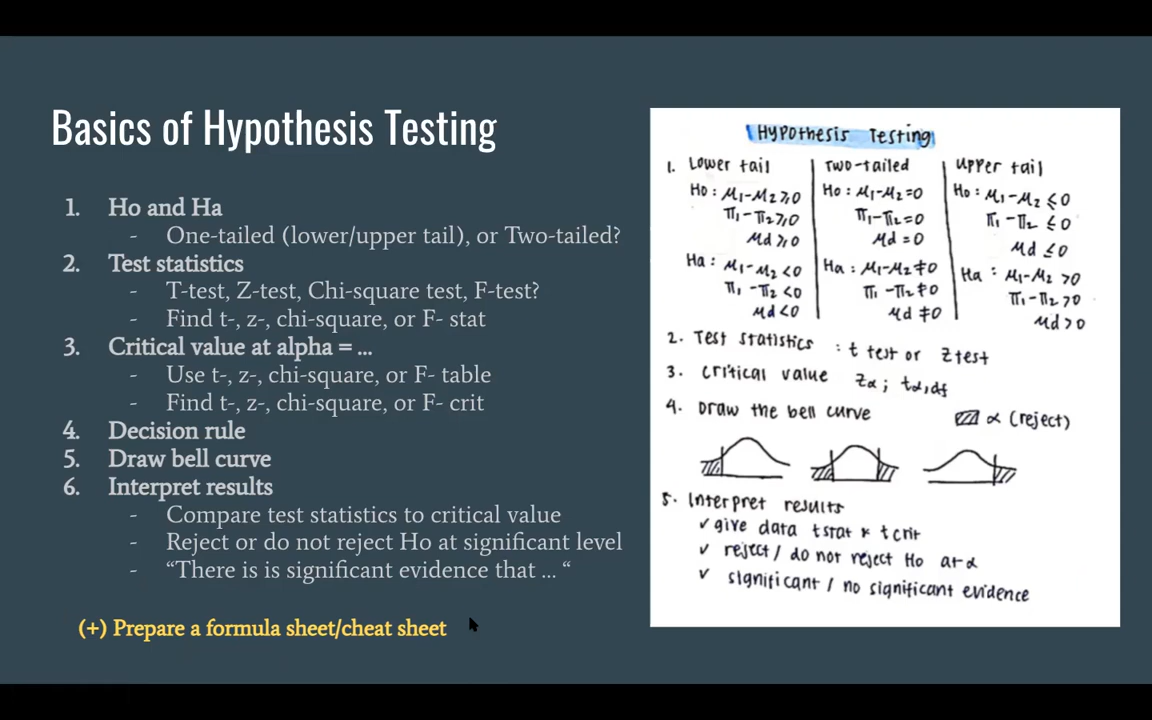 Basics of Hypothesis Testing
1. Ho and Ha
- One-tailed (lower/upper tail), or Two-tailed?
2. Test statistics
- T-test, Z-test, Chi-square test, F-test?
- Find t-, z-, chi-square, or F- stat
3. Critical value at alpha = ...
- Use t-, z-, chi-square, or F- table
- Find t-, z-, chi-square, or F- crit
4. Decision rule
5. Draw bell curve
6. Interpret results
- Compare test statistics to critical value
- Reject or do not reject Ho at significant level
- “There is is significant evidence that ... “
(+) Prepare a formula sheet/cheat sheet
Hypothesis Testing
1. Lower tail
Ho: μ1-μ2 ≥ 0
π1-π2 ≥ 0
μd ≥ 0
Ha: μ1-μ2 < 0
π1-π2 < 0
μd < 0
Two-tailed
Ho: μ1-μ2 = 0
π1-π2 = 0
μd = 0
Ha: μ1-μ2 ≠ 0
π1-π2 ≠ 0
μd ≠ 0
Upper tail
Ho: μ1-μ2 ≤ 0
π1-π2 ≤ 0
μd ≤ 0
Ha: μ1-μ2 > 0
π1-π2 > 0
μd > 0
2. Test statistics : t test or z test
3. Critical value zα; tα,df
4. Draw the bell curve α (reject)
5. Interpret results
✓ give data tstat * tcrit
✓ reject / do not reject Ho at α
✓ significant / no significant evidence